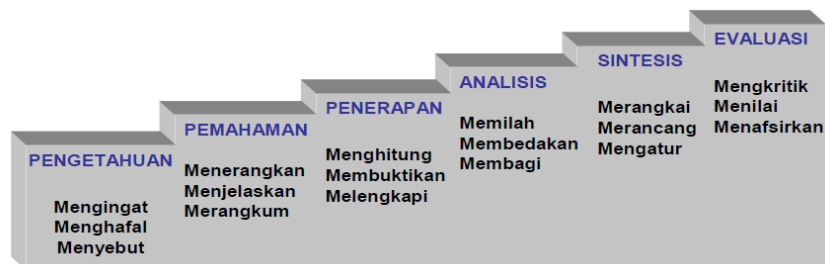 PENGETAHUAN
Mengingat
Menghafal
Menyebut
PEMAHAMAN
Menerangkan
Menjelaskan
Merangkum
PENERAPAN
Menghitung
Membuktikan
Melengkapi
ANALISIS
Memilah
Membedakan
Membagi
SINTESIS
Merangkai
Merancang
Mengatur
EVALUASI
Mengkritik
Menilai
Menafsirkan